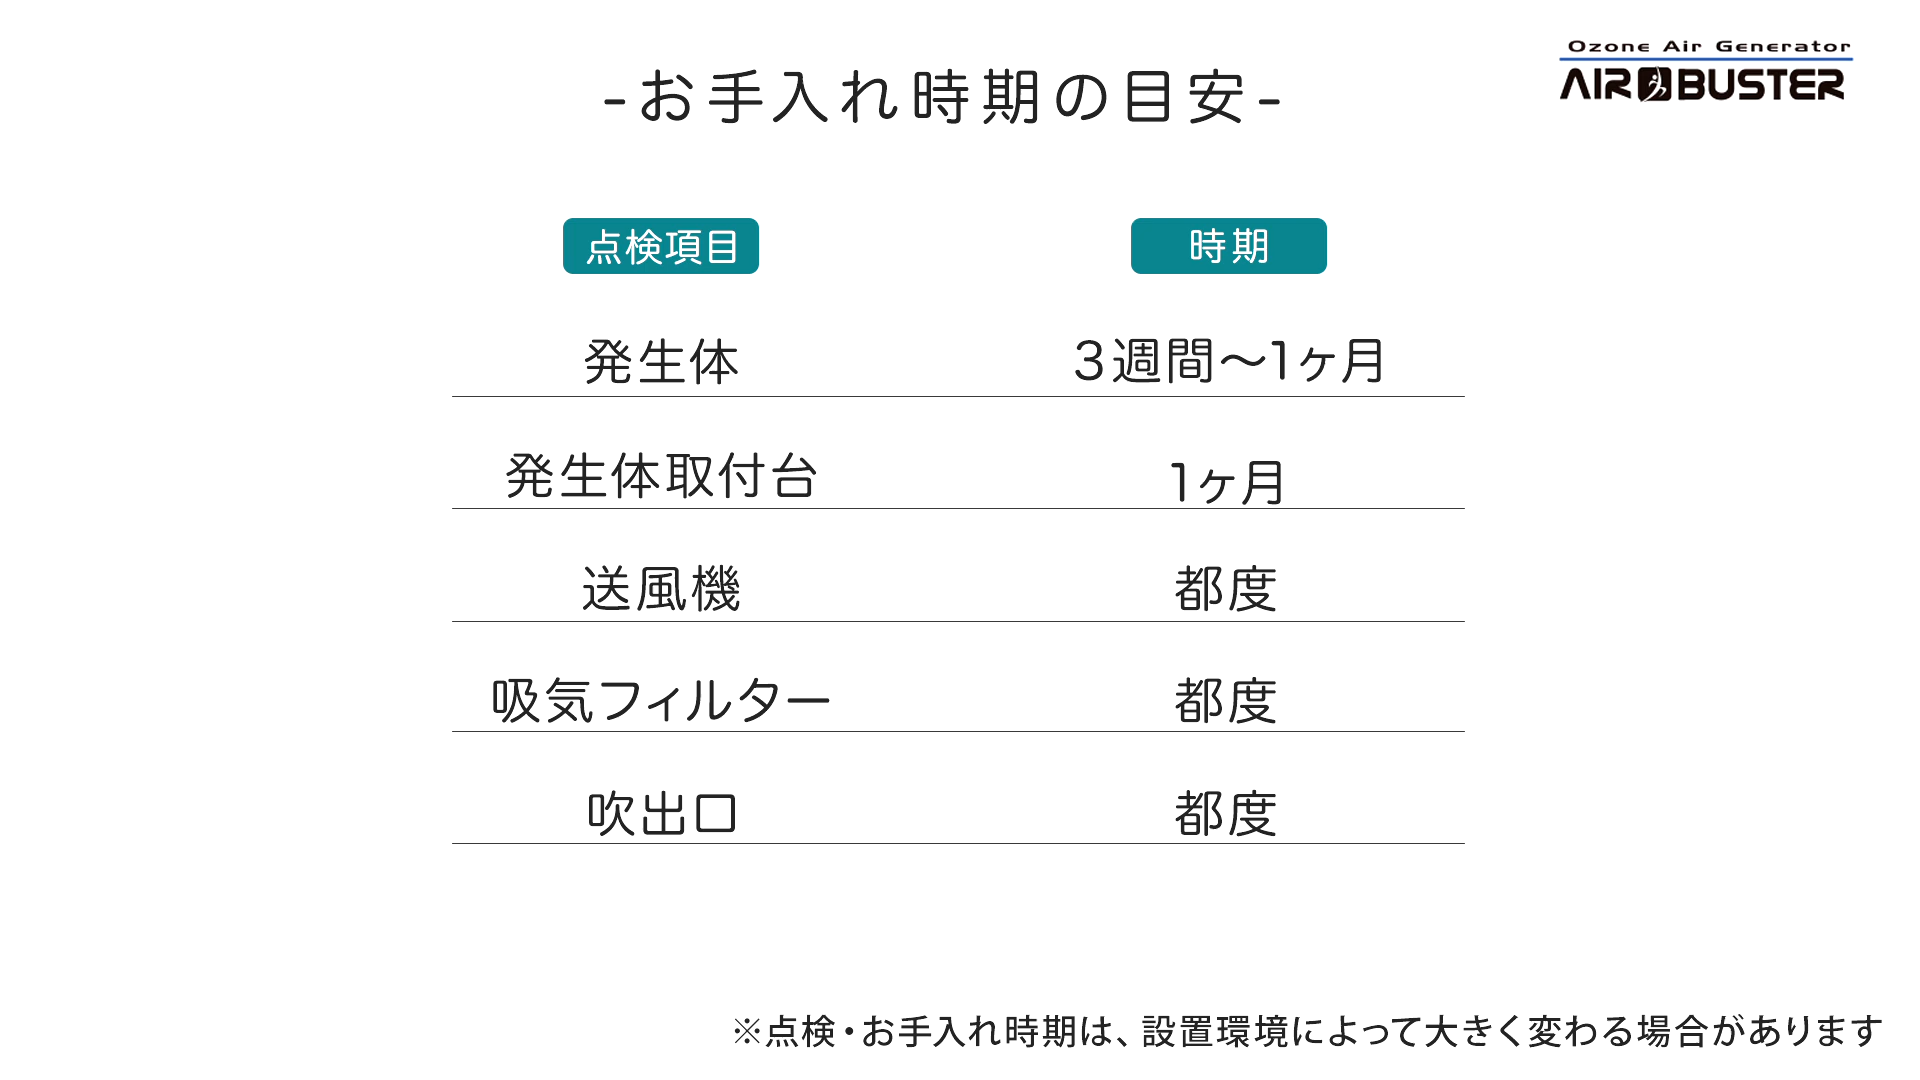 Ozone Air Generator
AIR BUSTER
-お手入れ時期の目安-
点検項目 時期
発生体 3週間～1ヶ月
発生体取付台 1ヶ月
送風機 都度
吸気フィルター 都度
吹出口 都度
※点検・お手入れ時期は、設置環境によって大きく変わる場合があります